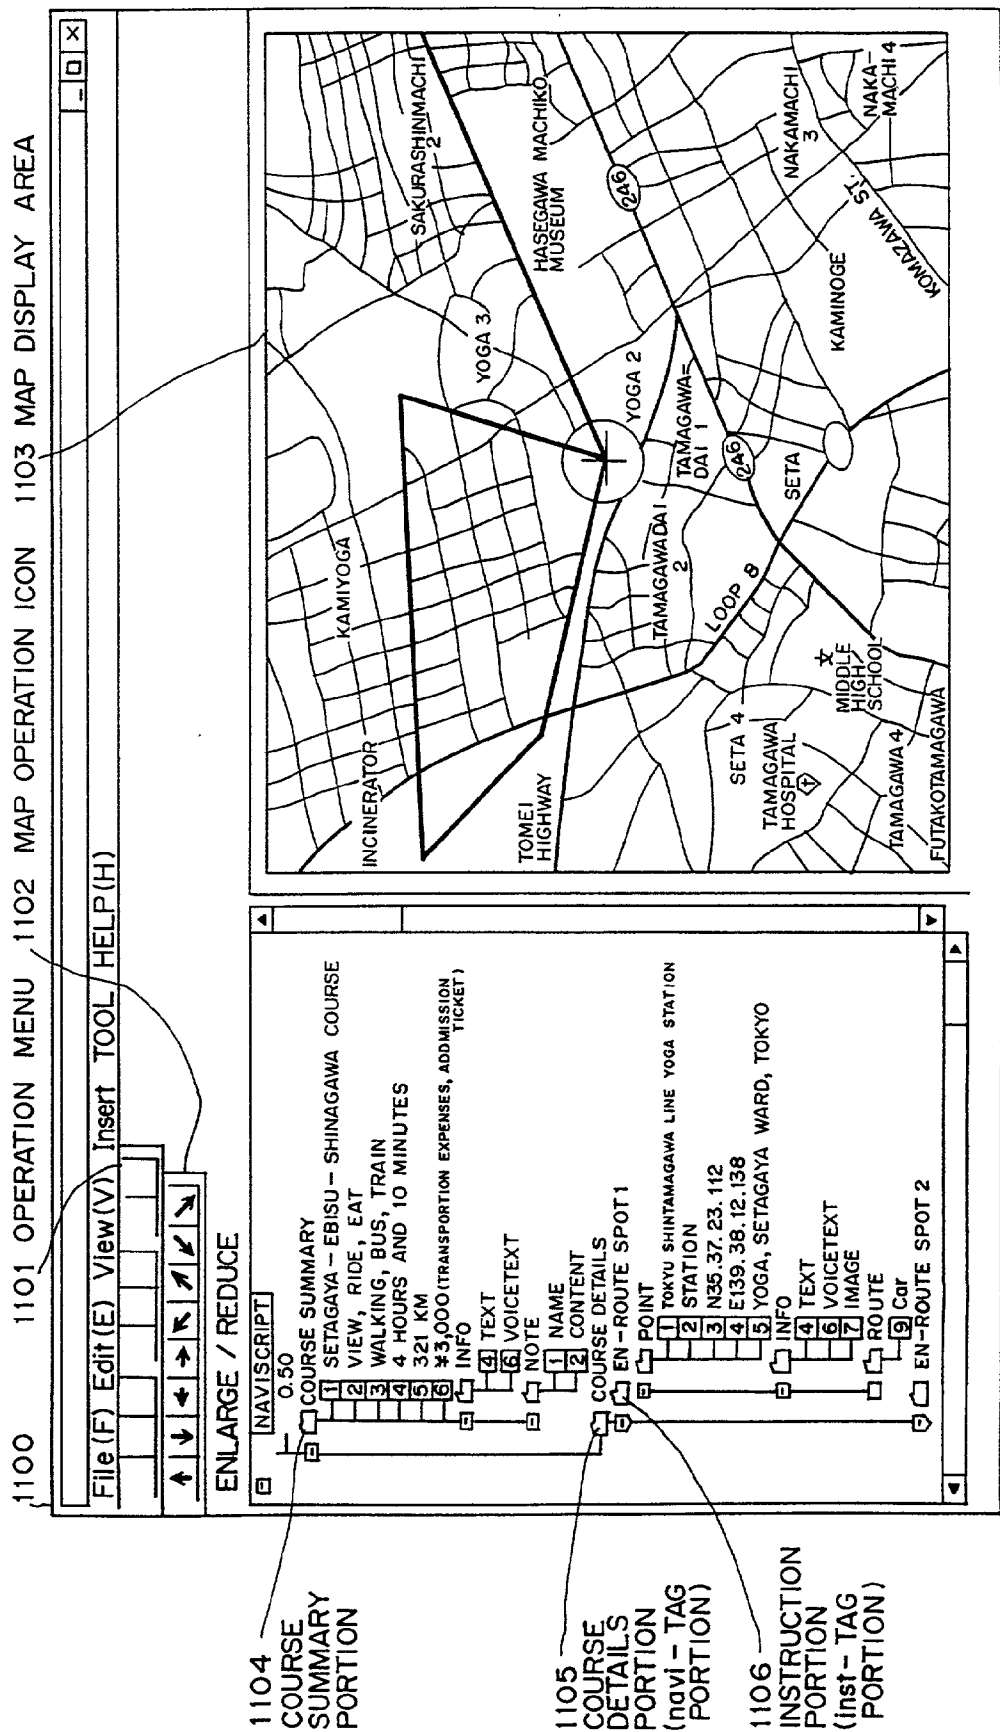 1100
1101 OPERATION MENU
1102 MAP OPERATION ICON
1103 MAP DISPLAY AREA
File (F) Edit (E) View (V) Insert TOOL HELP (H)
ENLARGE / REDUCE
NAVISCRIPT
0.50
COURSE SUMMARY
1 SETAGAYA-EBISU-SHINAGAWA COURSE
2 VIEW, RIDE, EAT
3 WALKING, BUS, TRAIN
4 4 HOURS AND 10 MINUTES
5 321 KM
6 ¥3,000 (TRANSPORTION EXPENSES, ADDMISSION
TICKET)
INFO
4 TEXT
6 VOICETEXT
NOTE
1 NAME
2 CONTENT
COURSE DETAILS
EN-ROUTE SPOT 1
POINT
1 TOKYU SHINTAMAGAWA LINE YOGA STATION
2 STATION
3 N35.37.23.112
4 E139.38.12.138
5 YOGA, SETAGAYA WARD, TOKYO
INFO
4 TEXT
6 VOICETEXT
7 IMAGE
ROUTE
9 Car
EN-ROUTE SPOT 2
1104
COURSE
SUMMARY
PORTION
1105
COURSE
DETAILS
PORTION
(navi-TAG
PORTION)
1106
INSTRUCTION
PORTION
(inst-TAG
PORTION)
INCINERATOR
KAMIYOGA
SAKURASHINMACHI
2
YOGA 3
TOMEI
HIGHWAY
HASEGAWA MACHIKO
MUSEUM
YOGA 2
246
TAMAGAWADAI
2
TAMAGAWA=
DAI 1
LOOP 8
246
SETA 4
SETA
TAMAGAWA
HOSPITAL
NAKAMACHI
3
KAMINOGE
文
MIDDLE
HIGH
SCHOOL
NAKA-
MACHI 4
KOMAZAWA ST.
TAMAGAWA 4
FUTAKOTAMAGAWA